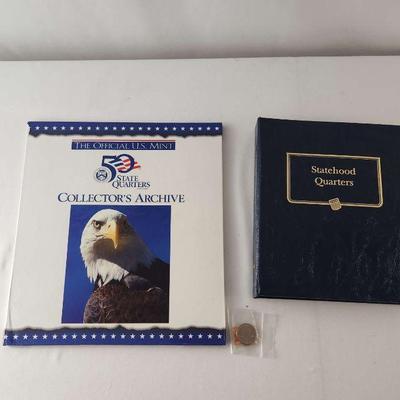 THE OFFICIAL U.S. MINT
50
STATE
QUARTERS
COLLECTOR'S ARCHIVE
Statehood
Quarters